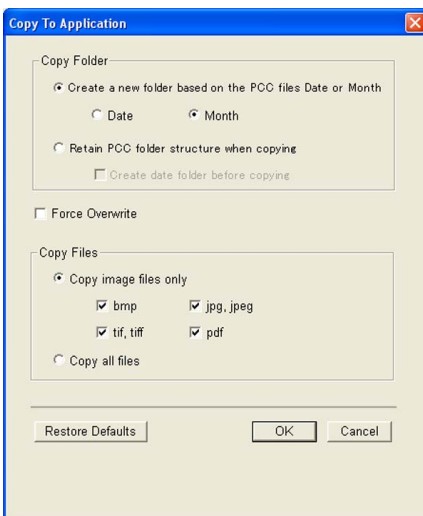 Copy To Application
Copy Folder
Create a new folder based on the PCC files Date or Month
Date Month
Retain PCC folder structure when copying
Create date folder before copying
Force Overwrite
Copy Files
Copy image files only
bmp jpg, jpeg
tif, tiff pdf
Copy all files
Restore Defaults OK Cancel